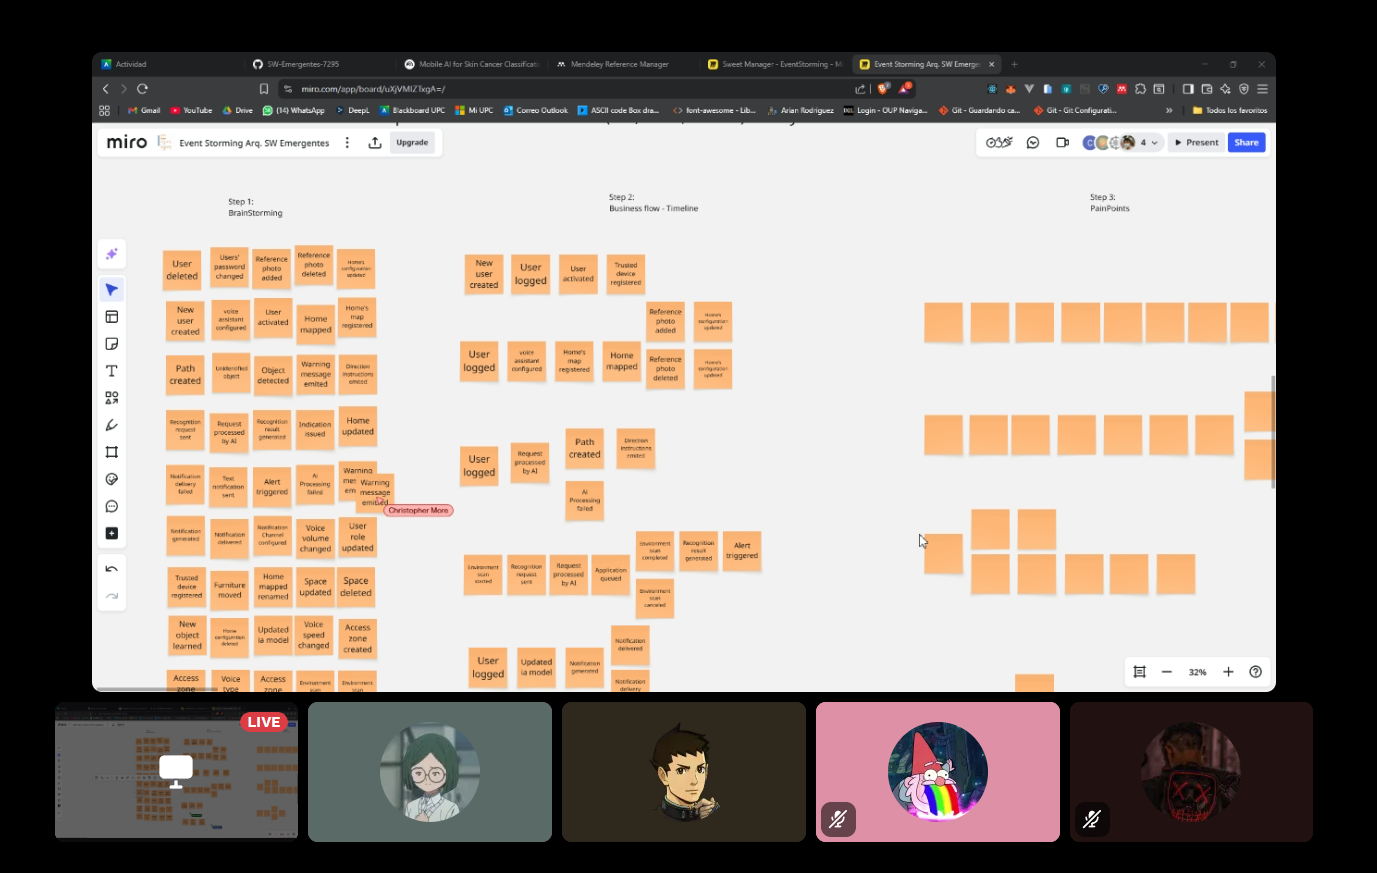 Actividad
SW-Emergentes-7295
Mobile AI for Skin Cancer Classificatic
Mendeley Reference Manager
Sweet Manager - EventStorming - M
Event Storming Arq. SW Emerge
miro.com/app/board/uXjVMIZTxgA=/
Gmail
YouTube
Drive
(14) WhatsApp
DeepL
Blackboard UPC
Mi UPC
Correo Outlook
ASCII code Box dra...
font-awesome - Lib...
Arian Rodriguez
Login - OUP Naviga...
Git - Guardando ca...
Git - Git Configurati...
Todos los favoritos
miro
Event Storming Arq. SW Emergentes
Upgrade
4
Present
Share
Step 1:
BrainStorming
Step 2:
Business flow - Timeline
Step 3:
PainPoints
User
deleted
Users'
password
changed
Reference
photo
added
Reference
photo
deleted
Home's
configuration
updated
New
user
created
voice
assistant
configured
User
activated
Home
mapped
Home's
map
registered
Path
created
Unidentified
object
Object
detected
Warning
message
emited
Direction
instructions
emited
Recognition
request
sent
Request
processed
by AI
Recognition
result
generated
Indication
issued
Home
updated
Notification
delivery
failed
Text
notification
sent
Alert
triggered
AI
Processing
failed
Warning
Warning
message
emited
Christopher More
Notification
generated
Notification
delivered
Notification
Channel
configured
Voice
volume
changed
User
role
updated
Trusted
device
registered
Furniture
moved
Home
mapped
renamed
Space
updated
Space
deleted
New
object
learned
Home
configuration
deleted
Updated
ia model
Voice
speed
changed
Access
zone
created
Access
zone
Voice
type
Access
zone
Environment
scan
Environment
scan
New
user
created
User
logged
User
activated
Trusted
device
registered
Reference
photo
added
Home's
configuration
updated
User
logged
voice
assistant
configured
Home's
map
registered
Home
mapped
Reference
photo
deleted
Home's
configuration
updated
User
logged
Request
processed
by AI
Path
created
Direction
instructions
emited
AI
Processing
failed
Environment
scan
started
Recognition
request
sent
Request
processed
by AI
Application
queued
Environment
scan
completed
Recognition
result
generated
Alert
triggered
Environment
scan
canceled
User
logged
Updated
ia model
Notification
generated
Notification
delivered
Notification
delivery
32%
LIVE